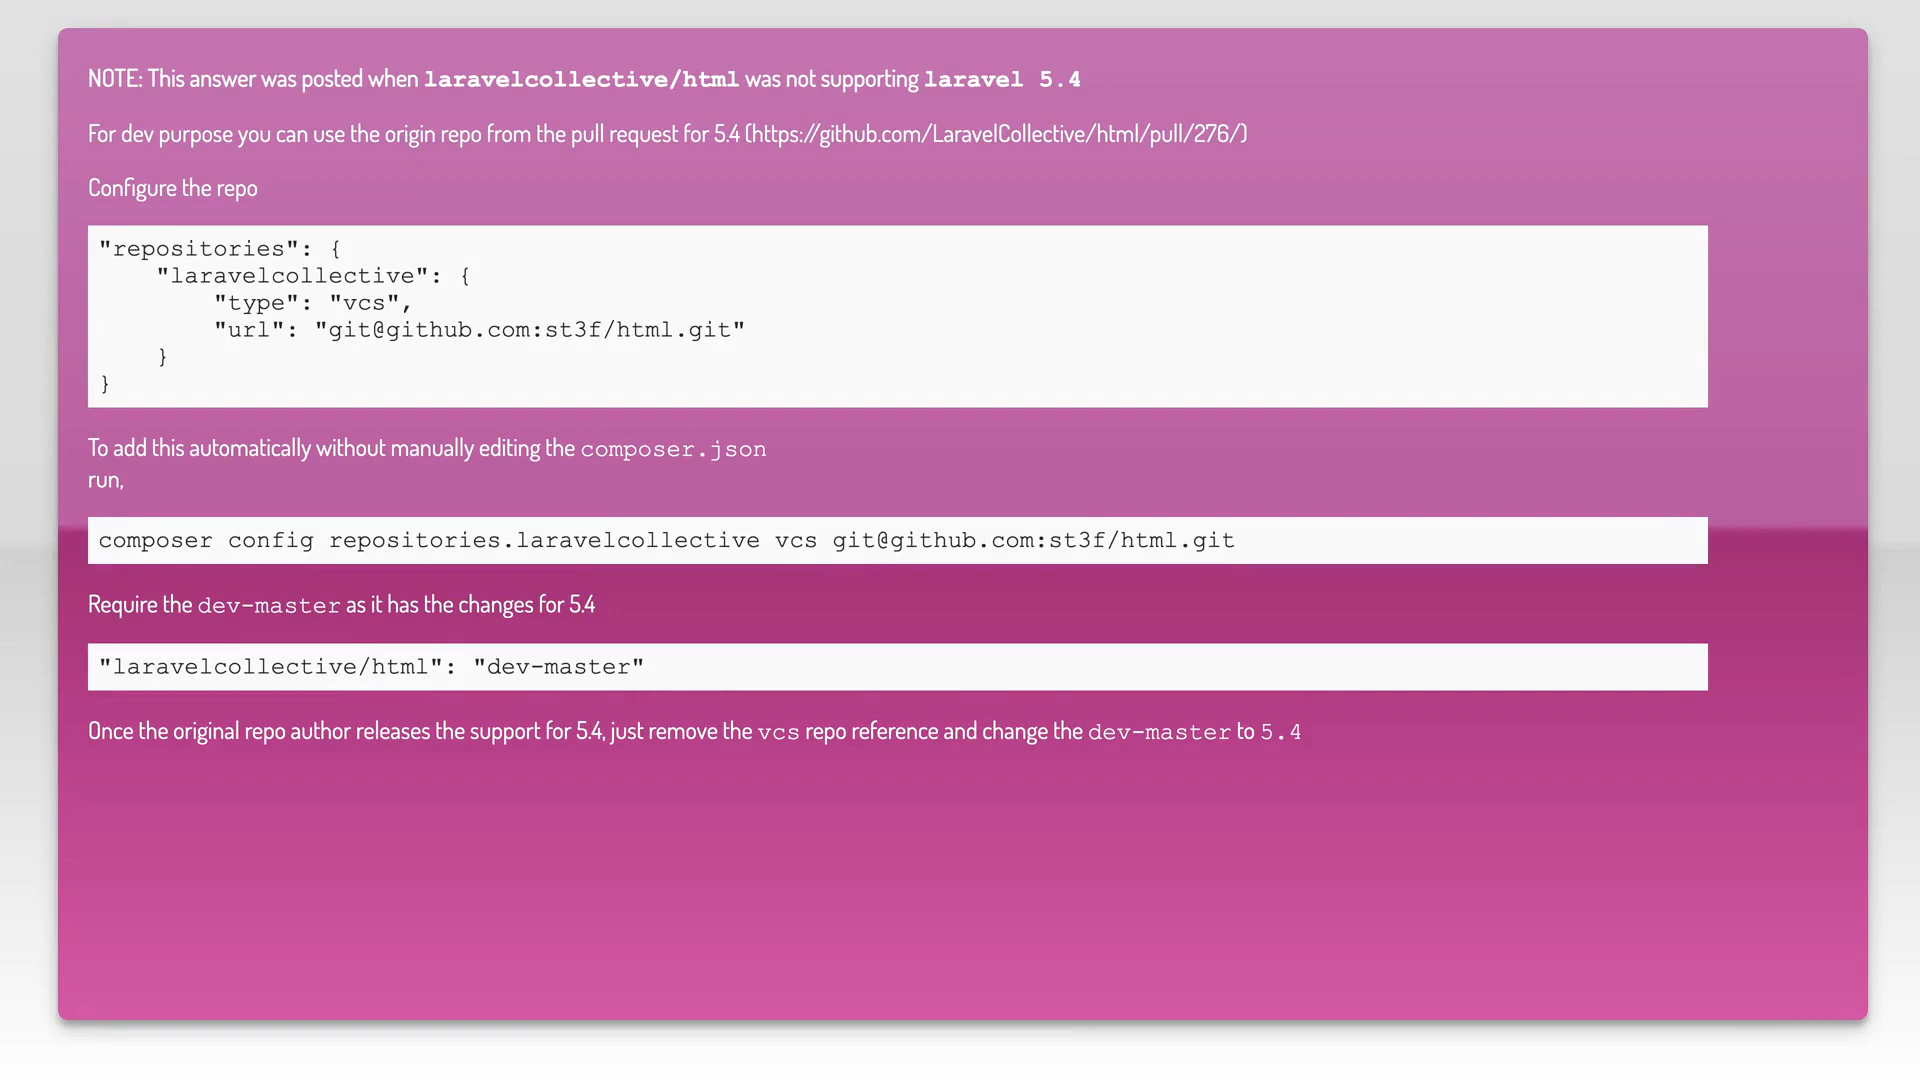 NOTE: This answer was posted when laravelcollective/html was not supporting laravel 5.4
For dev purpose you can use the origin repo from the pull request for 5.4 (https://github.com/LaravelCollective/html/pull/276/)
Configure the repo
"repositories": {
    "laravelcollective": {
        "type": "vcs",
        "url": "git@github.com:st3f/html.git"
    }
}
To add this automatically without manually editing the composer.json
run,
composer config repositories.laravelcollective vcs git@github.com:st3f/html.git
Require the dev-master as it has the changes for 5.4
"laravelcollective/html": "dev-master"
Once the original repo author releases the support for 5.4, just remove the vcs repo reference and change the dev-master to 5.4